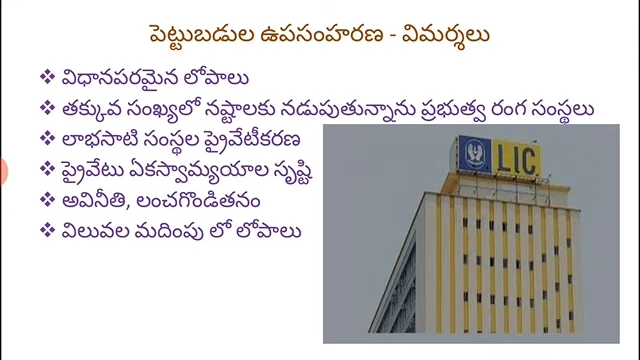 పెట్టుబడుల ఉపసంహరణ - విమర్శలు
❖ విధానపరమైన లోపాలు
❖ తక్కువ సంఖ్యలో నష్టాలకు నడుపుతున్నాను ప్రభుత్వ రంగ సంస్థలు
❖ లాభసాటి సంస్థల ప్రైవేటీకరణ
❖ ప్రైవేటు ఏకస్వామ్యయాల సృష్టి
❖ అవినీతి, లంచగొండితనం
❖ విలువల మదింపు లో లోపాలు
LIC